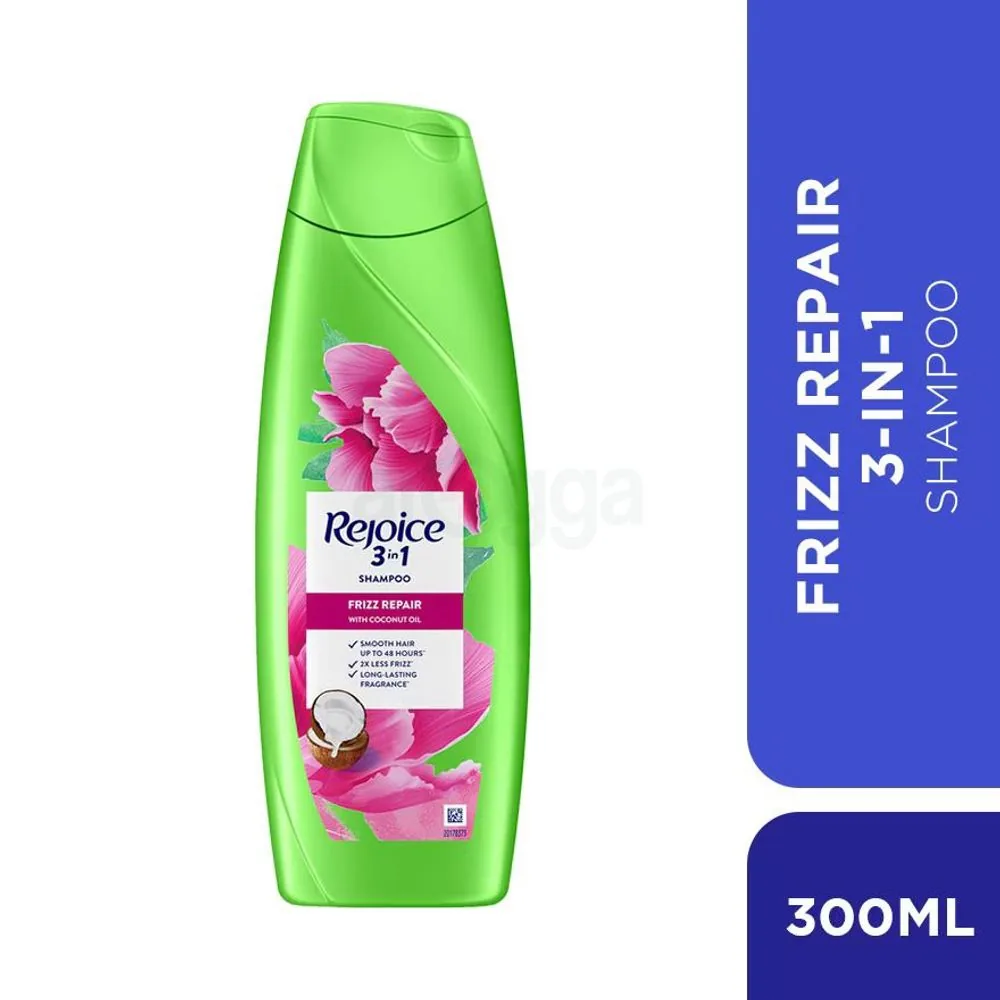 Rejoice
3 in 1
SHAMPOO
FRIZZ REPAIR
WITH COCONUT OIL
SMOOTH HAIR
UP TO 48 HOURS
2X LESS FRIZZ
LONG-LASTING
FRAGRANCE
FRIZZ REPAIR
3-IN-1
SHAMPOO
300ML